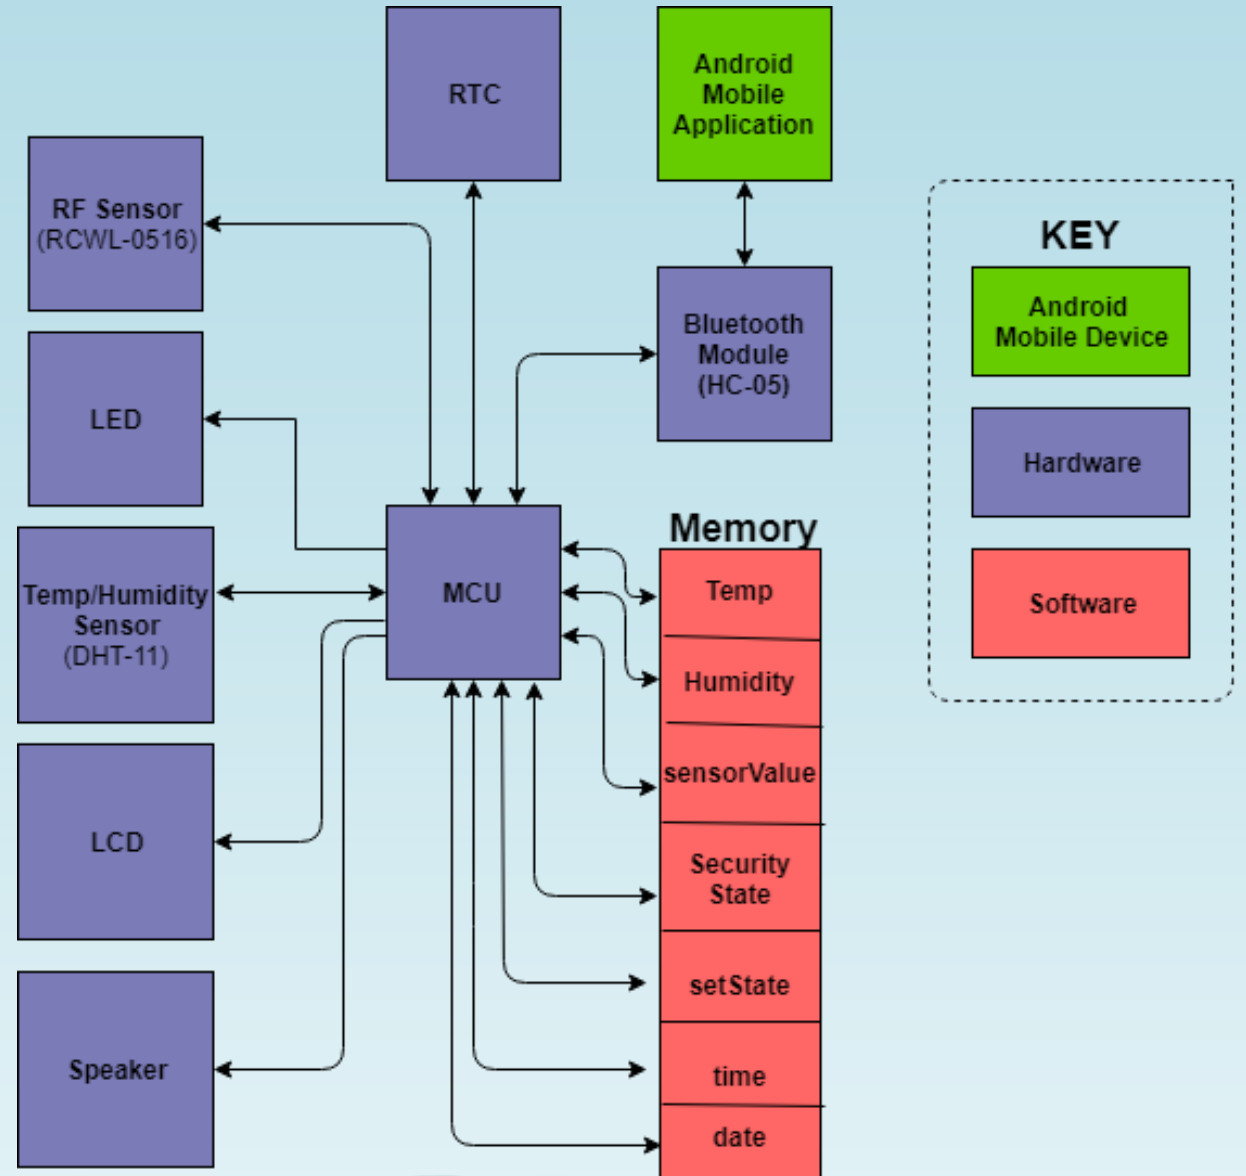 RTC
Android
Mobile
Application
RF Sensor
(RCWL-0516)
KEY
Android
Mobile Device
Bluetooth
Module
(HC-05)
LED
Hardware
Memory
Temp/Humidity
Sensor
(DHT-11)
MCU
Temp
Software
Humidity
sensorValue
LCD
Security
State
setState
Speaker
time
date